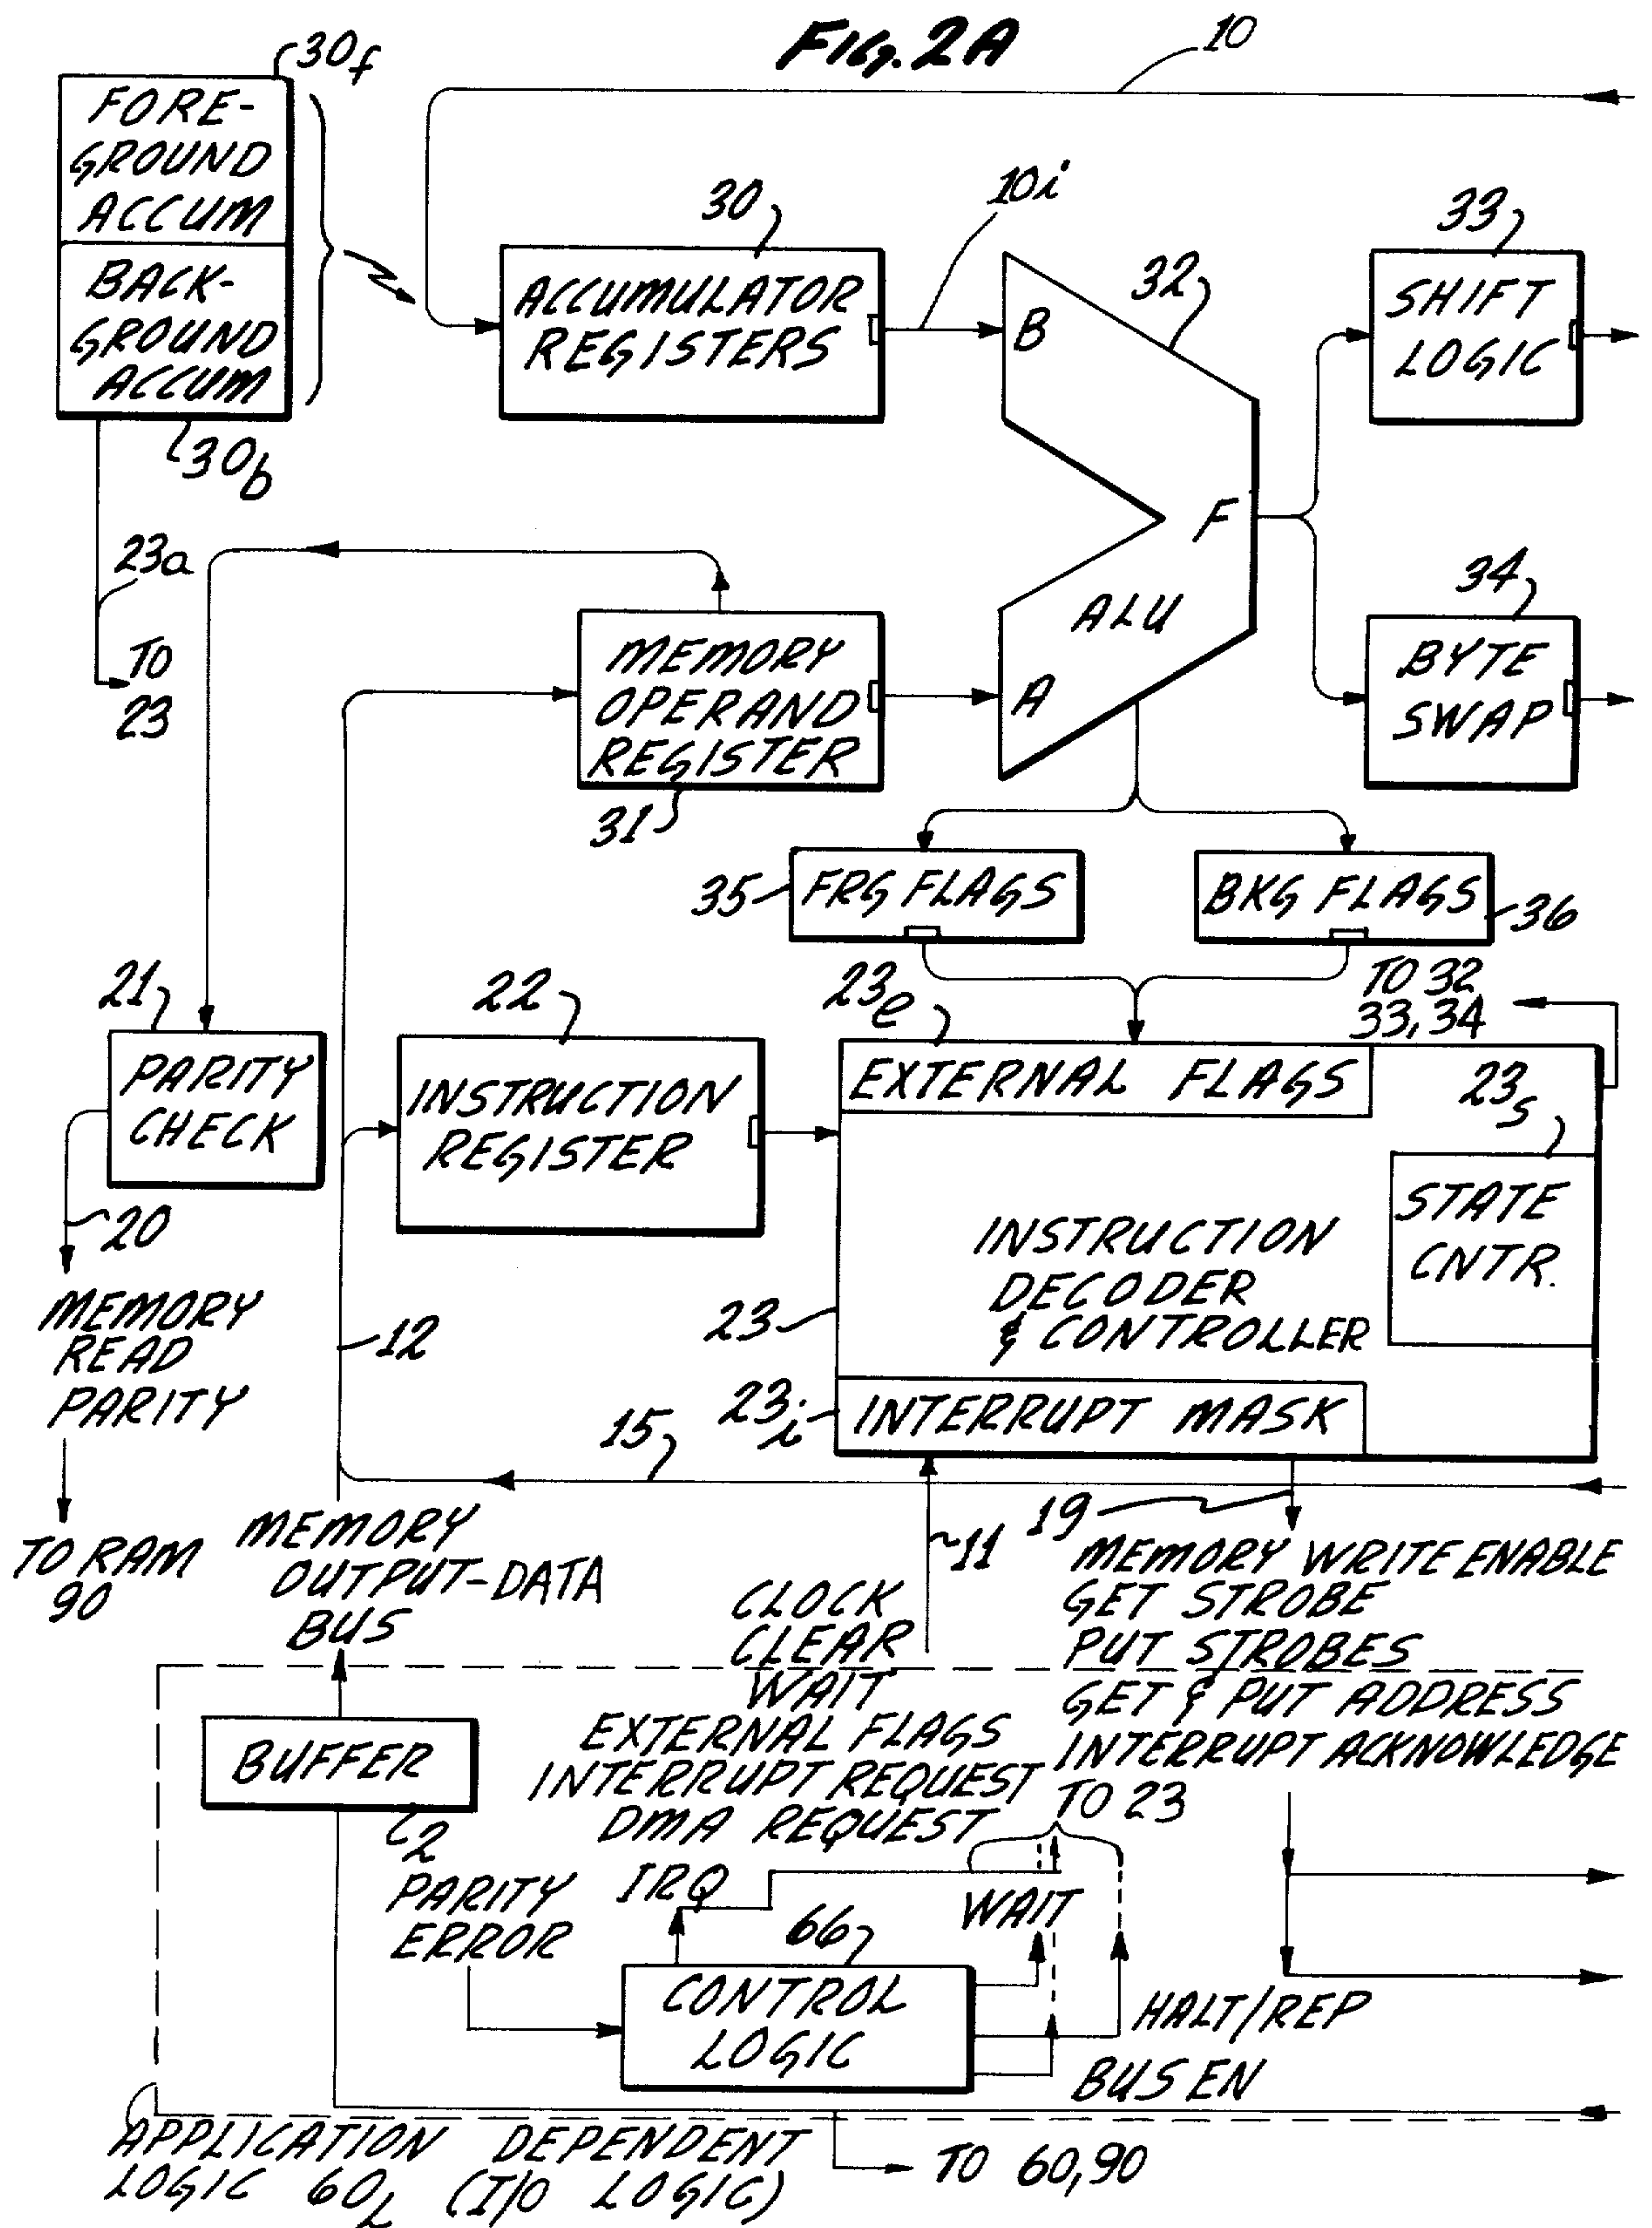 FIG. 2A
10
30f
FORE-
GROUND
ACCUM
BACK-
GROUND
ACCUM
30b
23a
TO
23
30
ACCUMULATOR
REGISTERS
10i
B
32
F
ALU
A
33
SHIFT
LOGIC
34
BYTE
SWAP
MEMORY
OPERAND
REGISTER
31
35
FRG FLAGS
BKG FLAGS
36
21
PARITY
CHECK
20
MEMORY
READ
PARITY
TO RAM
90
22
INSTRUCTION
REGISTER
23e
TO 32
33, 34
EXTERNAL FLAGS
23s
STATE
CNTR.
INSTRUCTION
DECODER
& CONTROLLER
23
23i
INTERRUPT MASK
12
15
19
11
MEMORY
OUTPUT-DATA
BUS
CLOCK
CLEAR
WAIT
EXTERNAL FLAGS
INTERRUPT REQUEST
DMA REQUEST
MEMORY WRITE ENABLE
GET STROBE
PUT STROBES
GET & PUT ADDRESS
INTERRUPT ACKNOWLEDGE
TO 23
BUFFER
2
PARITY
ERROR
IRQ
66
WAIT
CONTROL
LOGIC
HALT/REP
BUS EN
APPLICATION DEPENDENT
LOGIC 60L (I/O LOGIC)
TO 60, 90